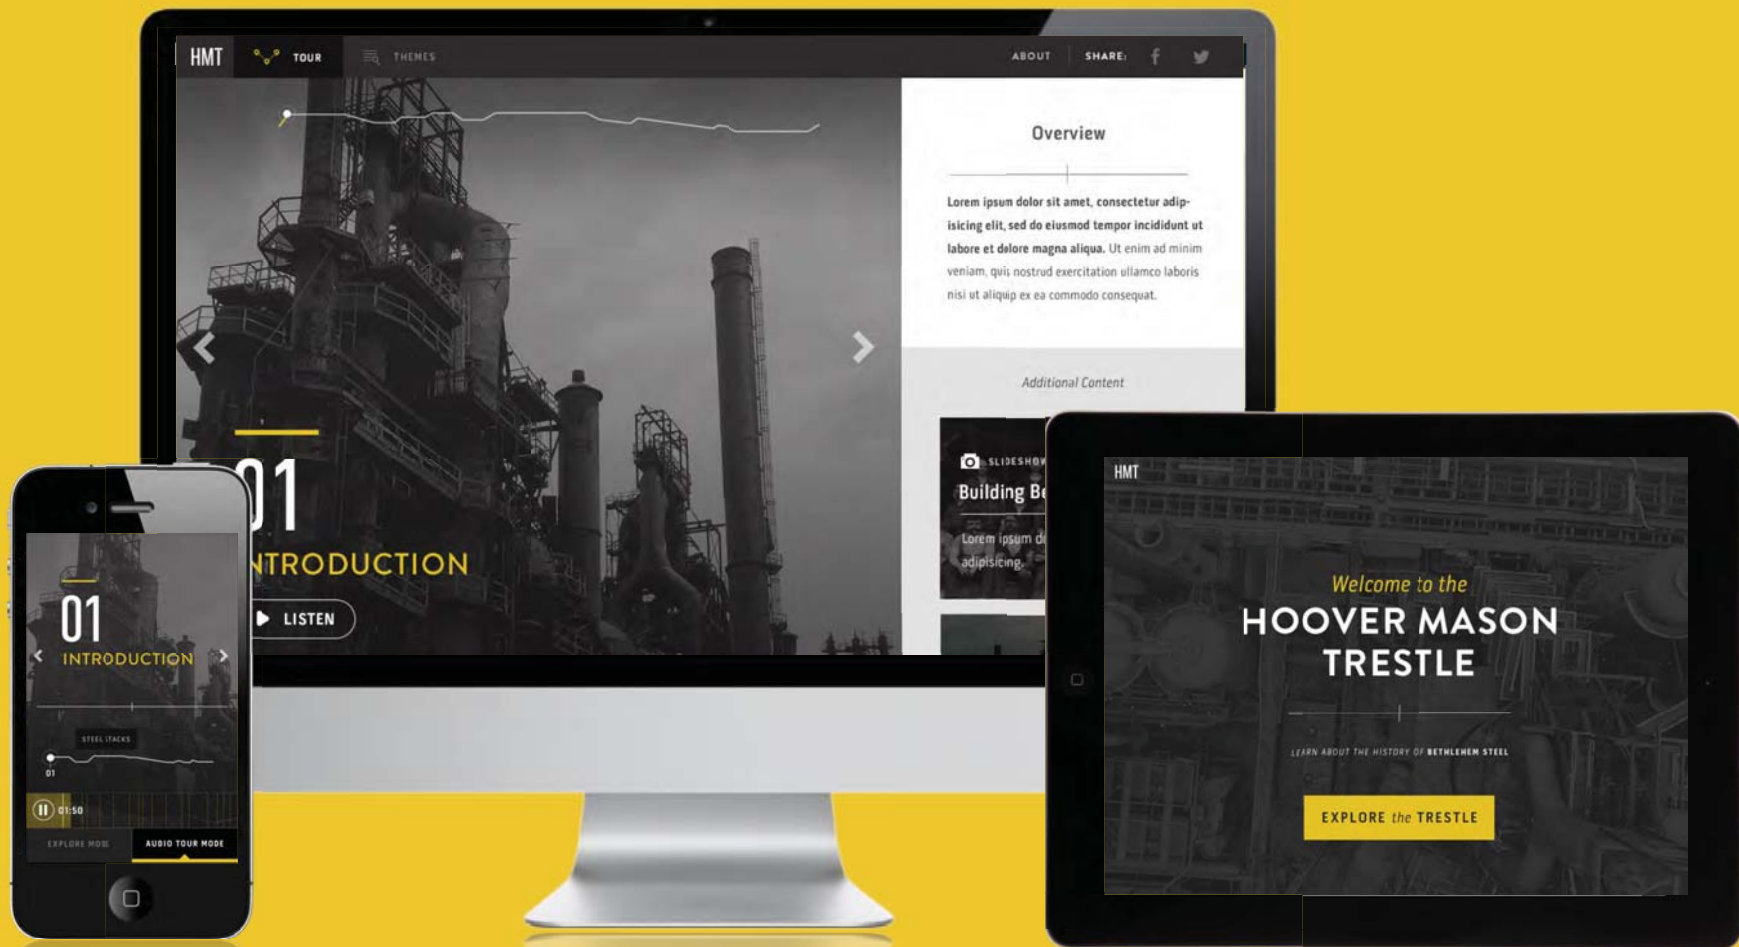 HMT
TOUR
THEMES
ABOUT
SHARE:
Overview
Lorem ipsum dolor sit amet, consectetur adip-
isicing elit, sed do eiusmod tempor incididunt ut
labore et dolore magna aliqua. Ut enim ad minim
veniam, quis nostrud exercitation ullamco laboris
nisi ut aliquip ex ea commodo consequat.
Additional Content
SLIDESHOW
Building Be
Lorem ipsum d
adipisicing.
01
NTRODUCTION
LISTEN
01
INTRODUCTION
STEEL STACKS
01
01:50
EXPLORE MODE
AUDIO TOUR MODE
HMT
Welcome to the
HOOVER MASON
TRESTLE
LEARN ABOUT THE HISTORY OF BETHLEHEM STEEL
EXPLORE the TRESTLE